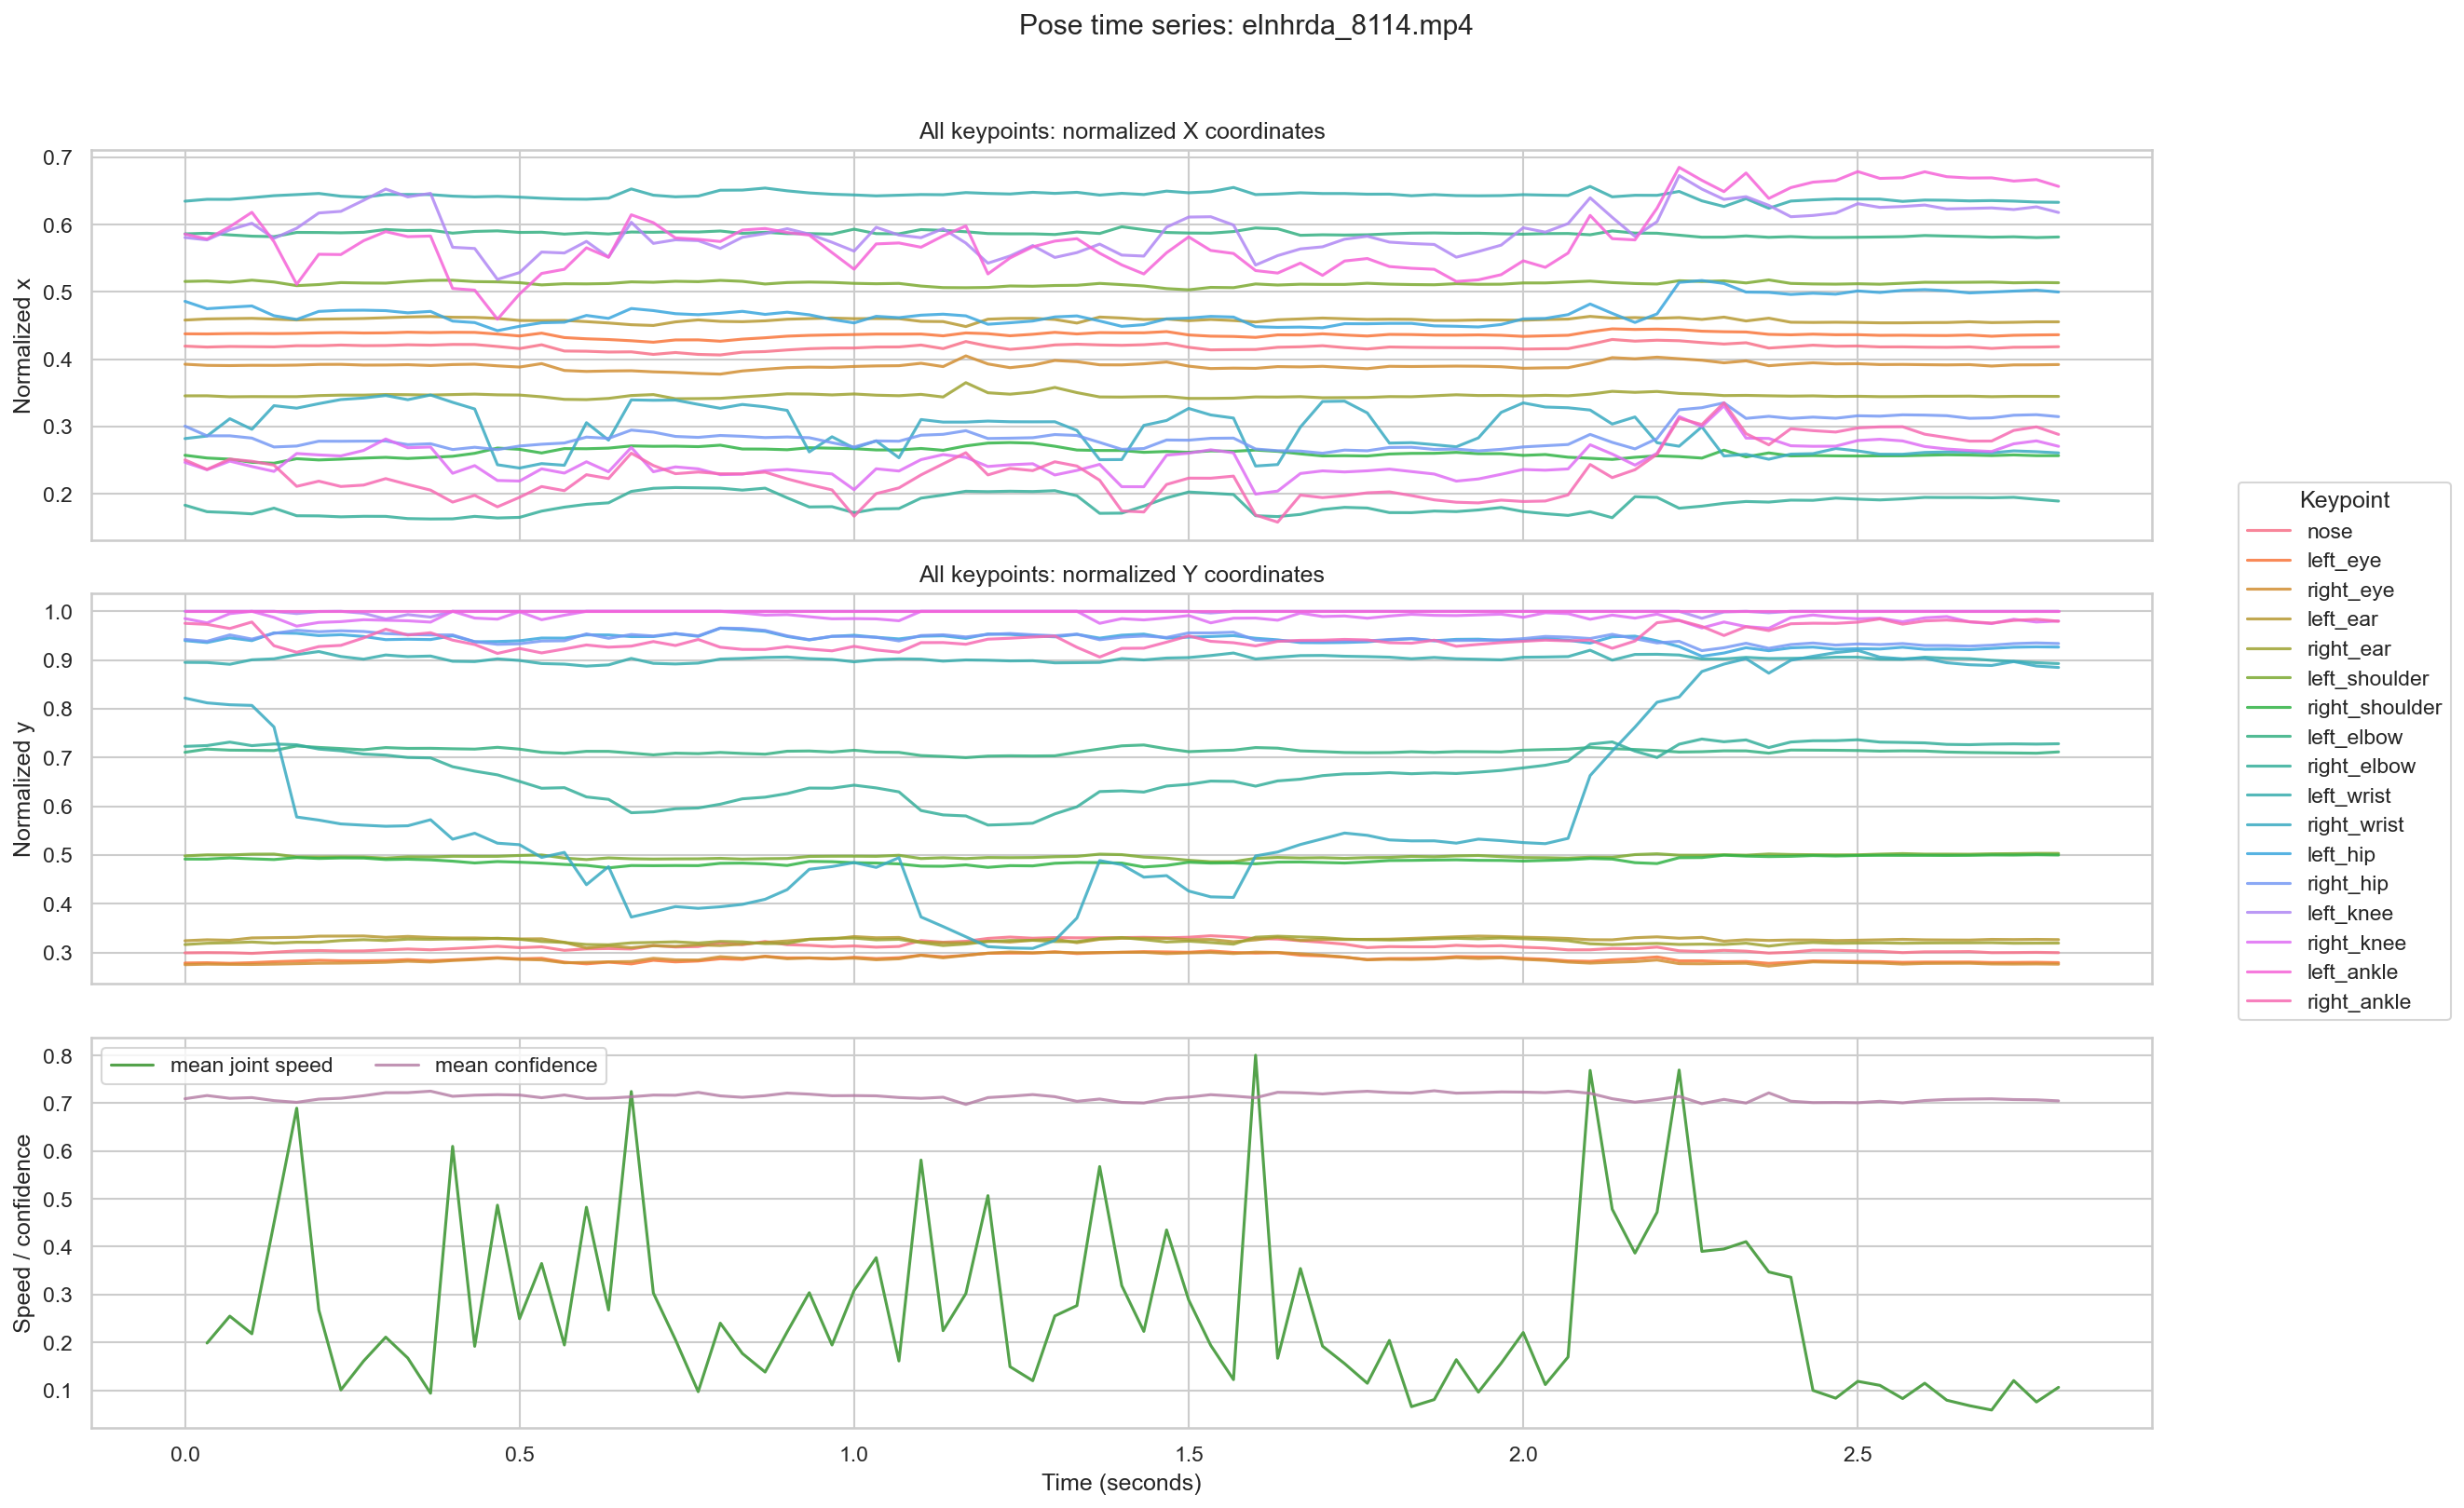 Pose time series: elnhrda_8114.mp4
All keypoints: normalized X coordinates
Normalized x
0.7
0.6
0.5
0.4
0.3
0.2
All keypoints: normalized Y coordinates
Normalized y
1.0
0.9
0.8
0.7
0.6
0.5
0.4
0.3
Keypoint
nose
left_eye
right_eye
left_ear
right_ear
left_shoulder
right_shoulder
left_elbow
right_elbow
left_wrist
right_wrist
left_hip
right_hip
left_knee
right_knee
left_ankle
right_ankle
mean joint speed mean confidence
Speed / confidence
0.8
0.7
0.6
0.5
0.4
0.3
0.2
0.1
0.0 0.5 1.0 1.5 2.0 2.5
Time (seconds)